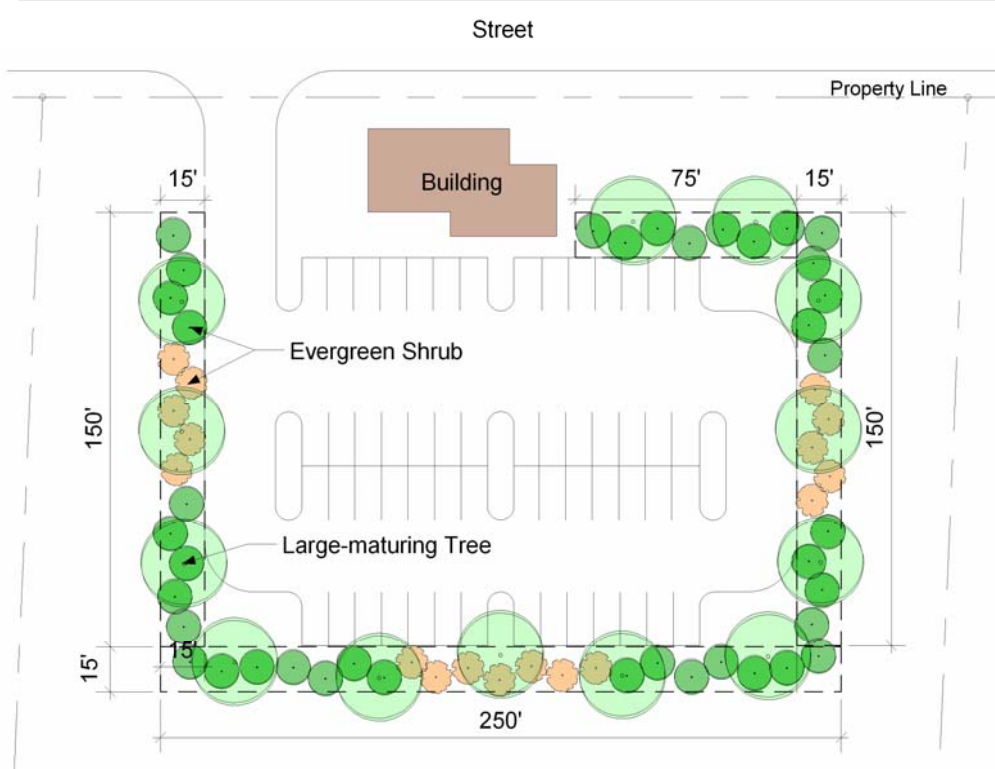 Street
Property Line
15'
Building
75'
15'
Evergreen Shrub
150'
150'
Large-maturing Tree
15'
15'
250'